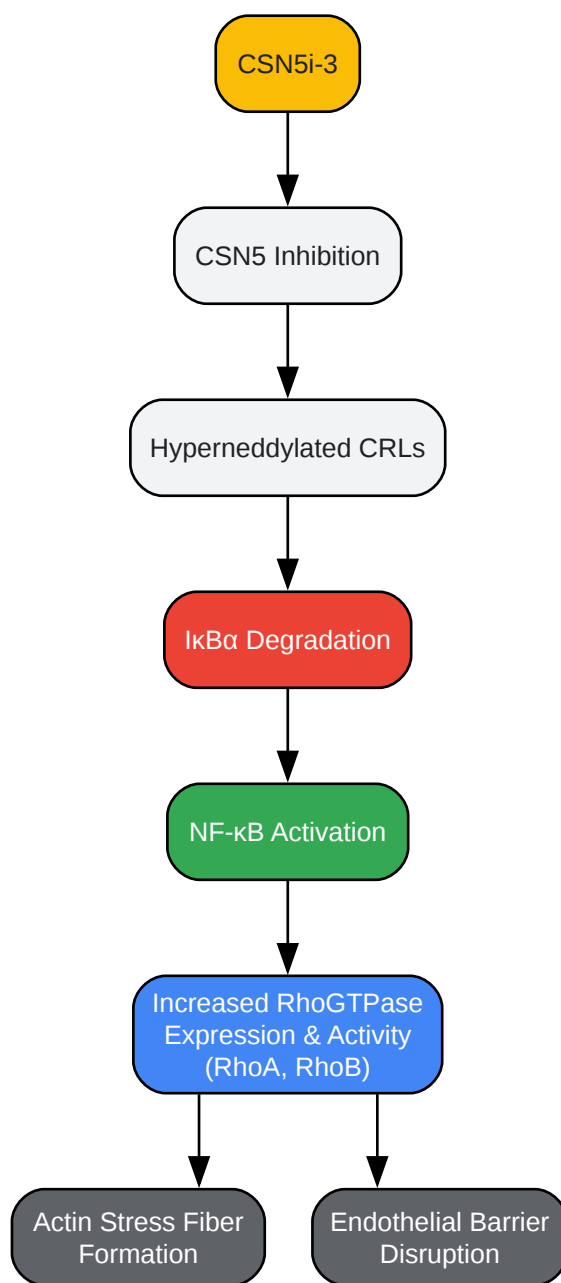 CSN5i-3
CSN5 Inhibition
Hyperneddylated CRLs
IκBα Degradation
NF-κB Activation
Increased RhoGTPase
Expression & Activity
(RhoA, RhoB)
Actin Stress Fiber
Formation
Endothelial Barrier
Disruption